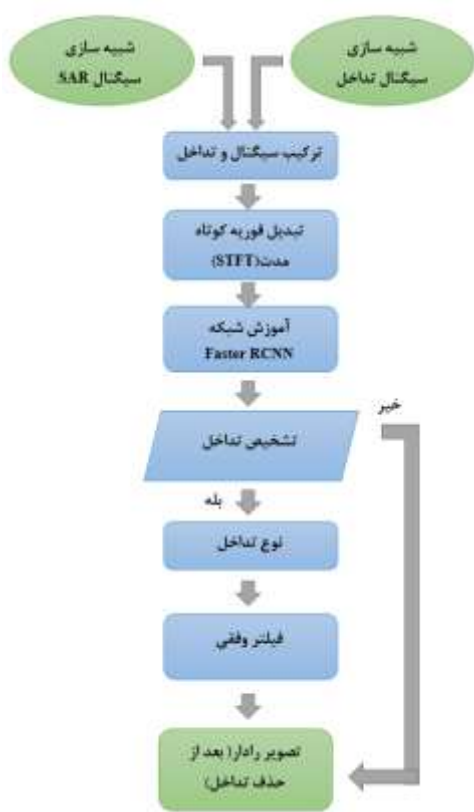 شبیه سازی
سیگنال تداخل
شبیه سازی
سیگنال SAR
ترکیب سیگنال و تداخل
تبدیل فوریه کوتاه
مدت(STFT)
آموزش شبکه
Faster RCNN
تشخیص تداخل
خیر
بله
نوع تداخل
فیلتر وفقی
تصویر رادار( بعد از
حذف تداخل)